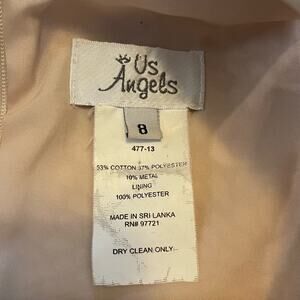 Us
Angels
8
477-13
53% COTTON 37% POLYESTER
10% METAL
LINING
100% POLYESTER
MADE IN SRI LANKA
RN# 97721
DRY CLEAN ONLY